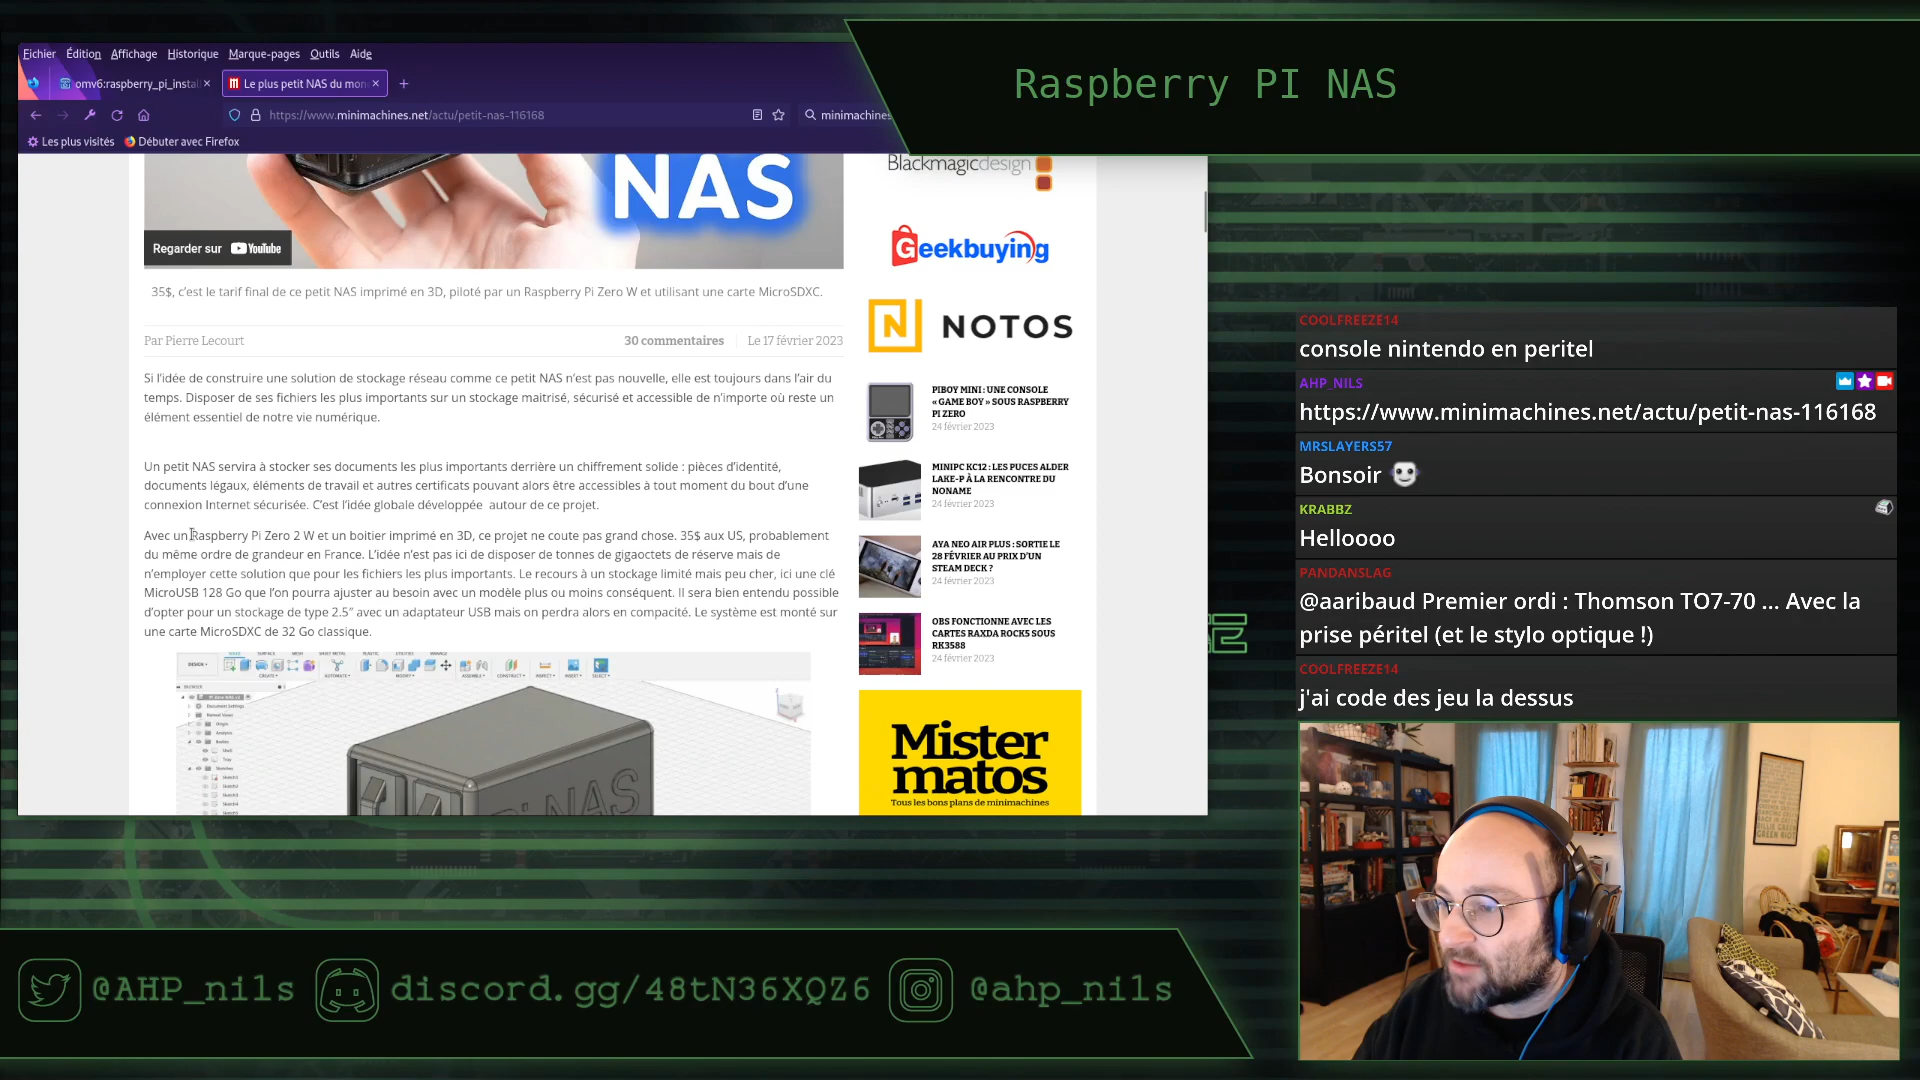 Raspberry PI NAS
Fichier Édition Affichage Historique Marque-pages Outils Aide
omv6:raspberry_pi_instal
Le plus petit NAS du mon
https://www.minimachines.net/actu/petit-nas-116168
minimachines
Les plus visités
Débuter avec Firefox
NAS
Regarder sur YouTube
35$, c’est le tarif final de ce petit NAS imprimé en 3D, piloté par un Raspberry Pi Zero W et utilisant une carte MicroSDXC.
Par Pierre Lecourt
30 commentaires
Le 17 février 2023
Si l’idée de construire une solution de stockage réseau comme ce petit NAS n’est pas nouvelle, elle est toujours dans l’air du
temps. Disposer de ses fichiers les plus importants sur un stockage maitrisé, sécurisé et accessible de n’importe où reste un
élément essentiel de notre vie numérique.
Un petit NAS servira à stocker ses documents les plus importants derrière un chiffrement solide : pièces d’identité,
documents légaux, éléments de travail et autres certificats pouvant alors être accessibles à tout moment du bout d’une
connexion Internet sécurisée. C’est l’idée globale développée autour de ce projet.
Avec un Raspberry Pi Zero 2 W et un boitier imprimé en 3D, ce projet ne coute pas grand chose. 35$ aux US, probablement
du même ordre de grandeur en France. L’idée n’est pas ici de disposer de tonnes de gigaoctets de réserve mais de
n’employer cette solution que pour les fichiers les plus importants. Le recours à un stockage limité mais peu cher, ici une clé
MicroUSB 128 Go que l’on pourra ajuster au besoin avec un modèle plus ou moins conséquent. Il sera bien entendu possible
d’opter pour un stockage de type 2.5″ avec un adaptateur USB mais on perdra alors en compacité. Le système est monté sur
une carte MicroSDXC de 32 Go classique.
PI NAS
Blackmagicdesign
Geekbuying
NOTOS
PIBOY MINI : UNE CONSOLE
« GAME BOY » SOUS RASPBERRY
PI ZERO
24 février 2023
MINIPC KC12 : LES PUCES ALDER
LAKE-P À LA RENCONTRE DU
NONAME
24 février 2023
AYA NEO AIR PLUS : SORTIE LE
28 FÉVRIER AU PRIX D’UN
STEAM DECK ?
24 février 2023
OBS FONCTIONNE AVEC LES
CARTES RAXDA ROCKS SOUS
RK3588
24 février 2023
Mister
matos
Tous les bons plans de minimachines
COOLFREEZE14
console nintendo en peritel
AHP_NILS
https://www.minimachines.net/actu/petit-nas-116168
MRSLAYERS57
Bonsoir
KRABBZ
Helloooo
PANDANSLAG
@aaribaud Premier ordi : Thomson TO7-70 ... Avec la
prise péritel (et le stylo optique !)
COOLFREEZE14
j'ai code des jeu la dessus
@AHP_nils
discord.gg/48tN36XQZ6
@ahp_nils